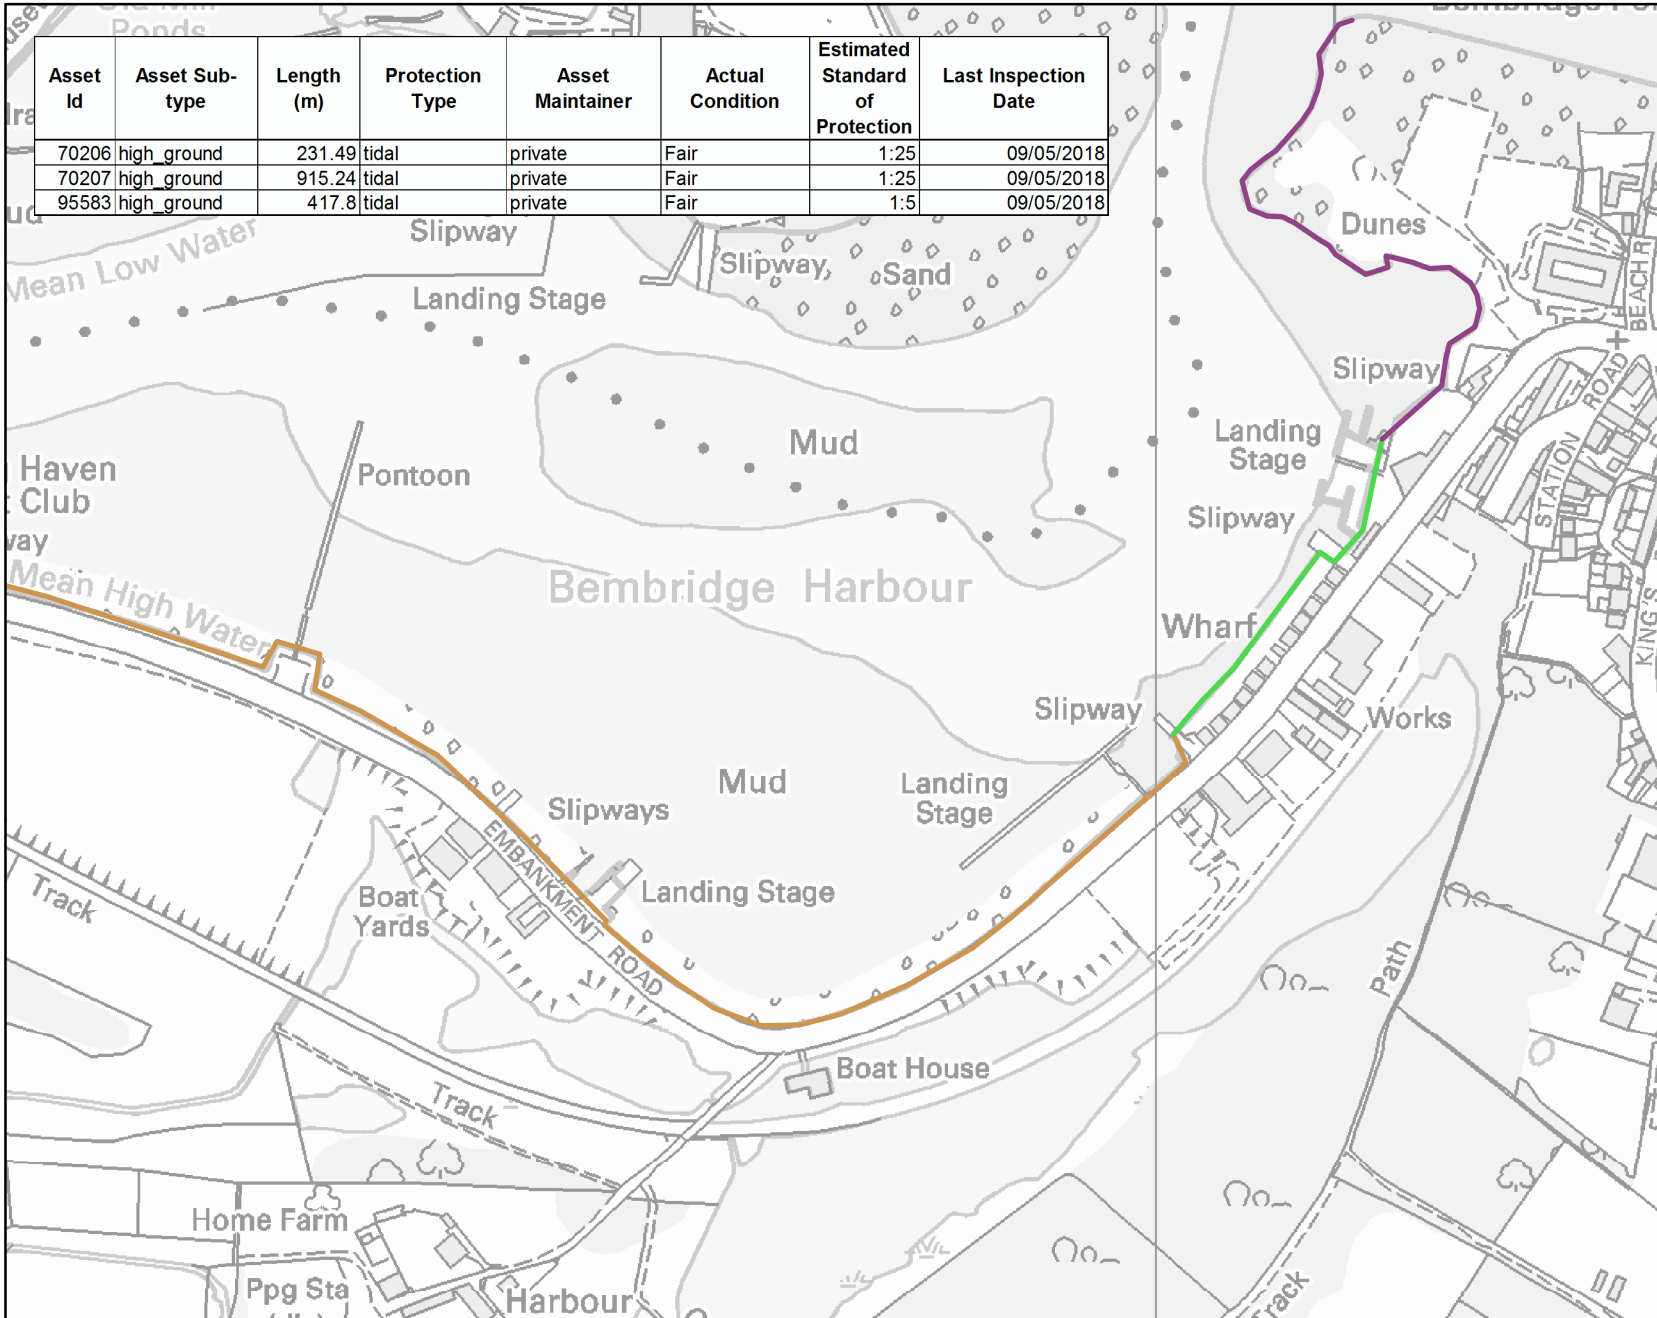 Ponds
Asset Id
Asset Sub-type
Length (m)
Protection Type
Asset Maintainer
Actual Condition
Estimated Standard of Protection
Last Inspection Date
70206 high_ground 231.49 tidal private Fair 1:25 09/05/2018
70207 high_ground 915.24 tidal private Fair 1:25 09/05/2018
95583 high_ground 417.8 tidal private Fair 1:5 09/05/2018
Mean Low Water
Slipway
Landing Stage
Slipway
Sand
Dunes
BEACH R
Slipway
ROAD
STATION
Landing
Stage
Mud
Haven
Club
way
Pontoon
Slipway
Mean High Water
Bembridge Harbour
Wharf
KING'S
Slipway
Works
Mud
Landing
Stage
Slipways
EMBANKMENT ROAD
Landing Stage
Boat
Yards
Track
Path
Boat House
Track
Home Farm
Ppg Sta
Harbour
rack